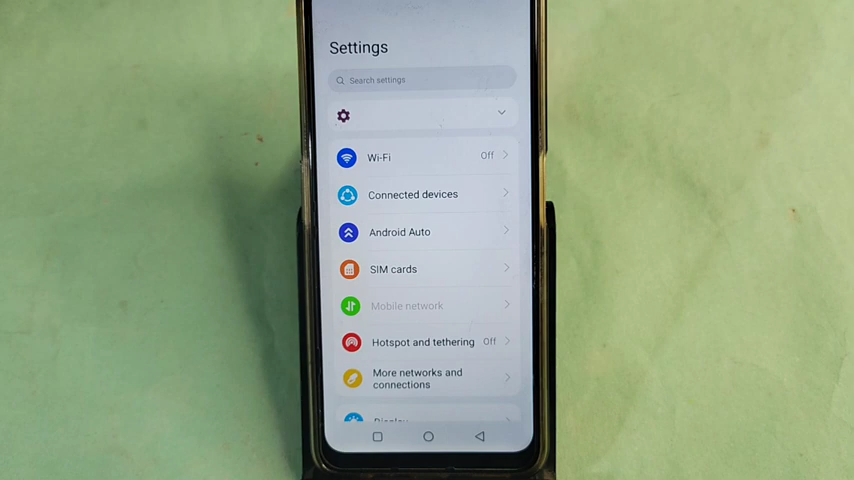 Settings
Search settings
Wi-Fi Off
Connected devices
Android Auto
SIM cards
Mobile network
Hotspot and tethering Off
More networks and
connections
Display